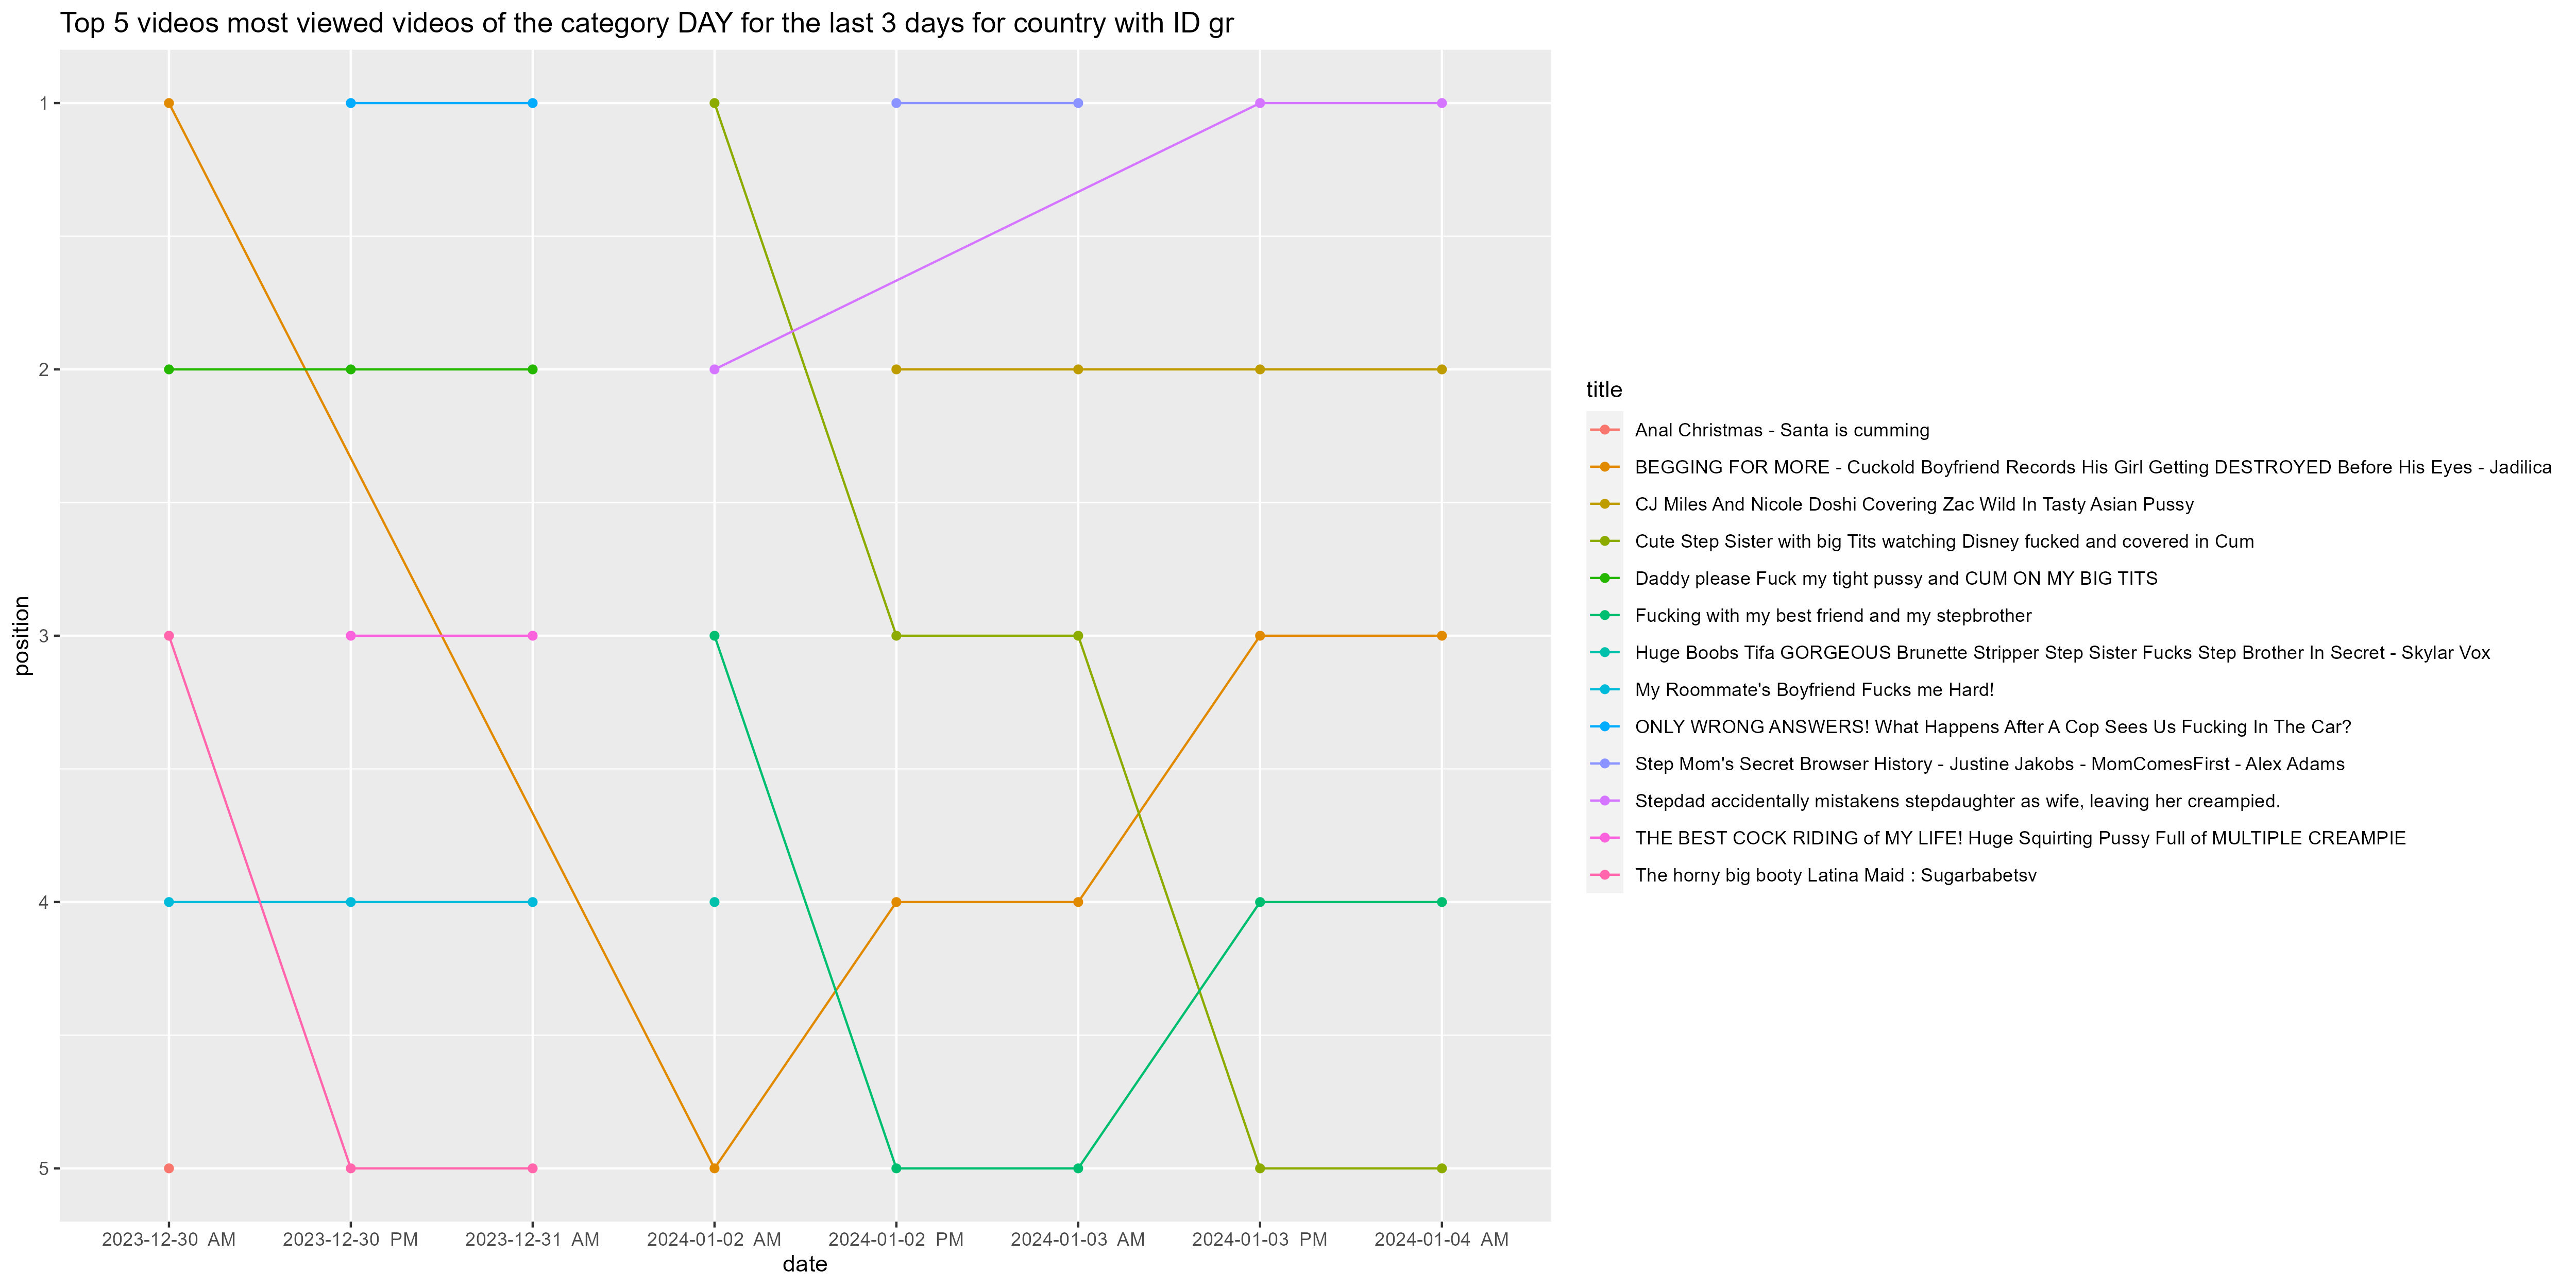 Top 5 videos most viewed videos of the category DAY for the last 3 days for country with ID gr
position
1
2
3
4
5
2023-12-30 AM
2023-12-30 PM
2023-12-31 AM
2024-01-02 AM
2024-01-02 PM
2024-01-03 AM
2024-01-03 PM
2024-01-04 AM
date
title
Anal Christmas - Santa is cumming
BEGGING FOR MORE - Cuckold Boyfriend Records His Girl Getting DESTROYED Before His Eyes - Jadilica
CJ Miles And Nicole Doshi Covering Zac Wild In Tasty Asian Pussy
Cute Step Sister with big Tits watching Disney fucked and covered in Cum
Daddy please Fuck my tight pussy and CUM ON MY BIG TITS
Fucking with my best friend and my stepbrother
Huge Boobs Tifa GORGEOUS Brunette Stripper Step Sister Fucks Step Brother In Secret - Skylar Vox
My Roommate's Boyfriend Fucks me Hard!
ONLY WRONG ANSWERS! What Happens After A Cop Sees Us Fucking In The Car?
Step Mom's Secret Browser History - Justine Jakobs - MomComesFirst - Alex Adams
Stepdad accidentally mistakens stepdaughter as wife, leaving her creampied.
THE BEST COCK RIDING of MY LIFE! Huge Squirting Pussy Full of MULTIPLE CREAMPIE
The horny big booty Latina Maid : Sugarbabetsv